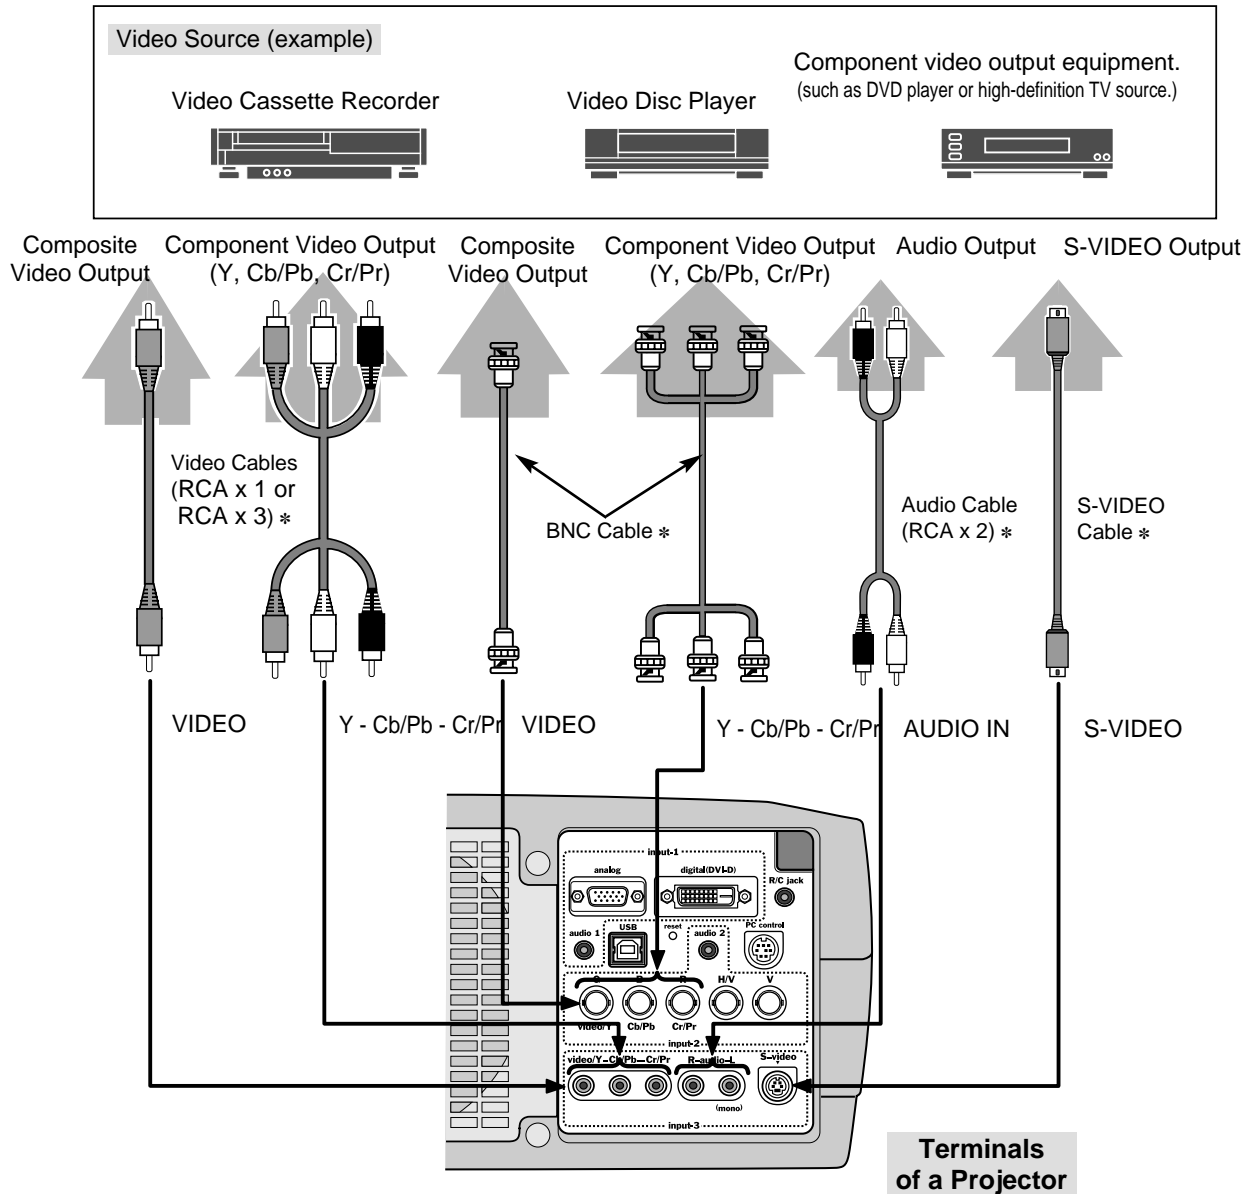 Video Source (example)
Video Cassette Recorder
Video Disc Player
Component video output equipment.
(such as DVD player or high-definition TV source.)
Composite
Video Output
Component Video Output
(Y, Cb/Pb, Cr/Pr)
Composite
Video Output
Component Video Output
(Y, Cb/Pb, Cr/Pr)
Audio Output
S-VIDEO Output
Video Cables
(RCA x 1 or
RCA x 3) *
BNC Cable *
Audio Cable
(RCA x 2) *
S-VIDEO
Cable *
VIDEO
Y - Cb/Pb - Cr/Pr
VIDEO
Y - Cb/Pb - Cr/Pr
AUDIO IN
S-VIDEO
input-1
analog
digital(DVI-D)
R/C jack
audio 1
USB
reset
audio 2
PC control
G
B
R
H/V
V
video/Y
Cb/Pb
Cr/Pr
input-2
video/Y–Cb/Pb–Cr/Pr
R–audio–L
S–video
(mono)
input-3
Terminals
of a Projector